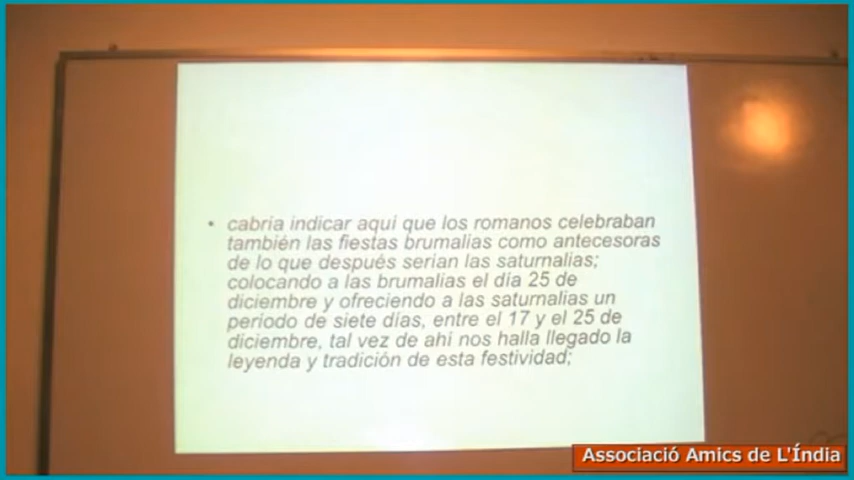 • cabria indicar aqui que los romanos celebraban
también las fiestas brumalias como antecesoras
de lo que después serian las saturnalias;
colocando a las brumalias el día 25 de
diciembre y ofreciendo a las saturnalias un
periodo de siete días, entre el 17 y el 25 de
diciembre, tal vez de ahi nos halla llegado la
leyenda y tradición de esta festividad;
Associació Amics de L'Índia